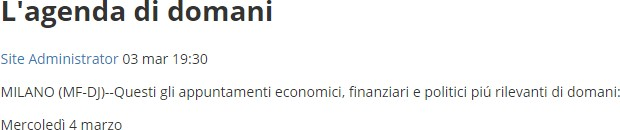 L'agenda di domani
Site Administrator 03 mar 19:30
MILANO (MF-DJ)--Questi gli appuntamenti economici, finanziari e politici piú rilevanti di domani:
Mercoledì 4 marzo